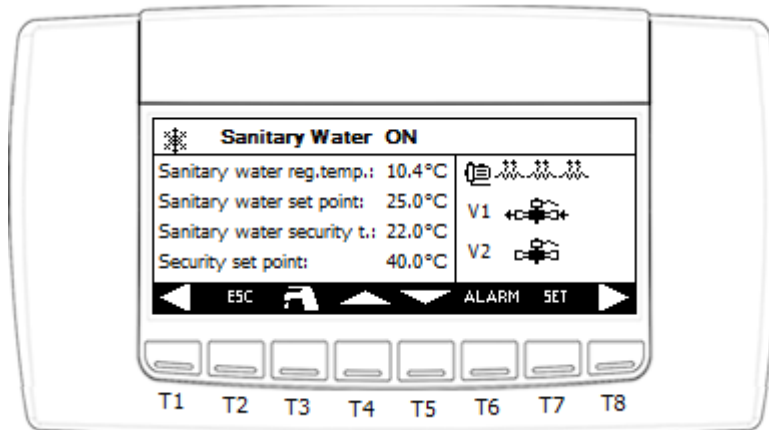 Sanitary Water ON
Sanitary water reg.temp.: 10.4°C
Sanitary water set point: 25.0°C
Sanitary water security t.: 22.0°C
Security set point: 40.0°C
V1
V2
ESC ALARM SET
T1 T2 T3 T4 T5 T6 T7 T8